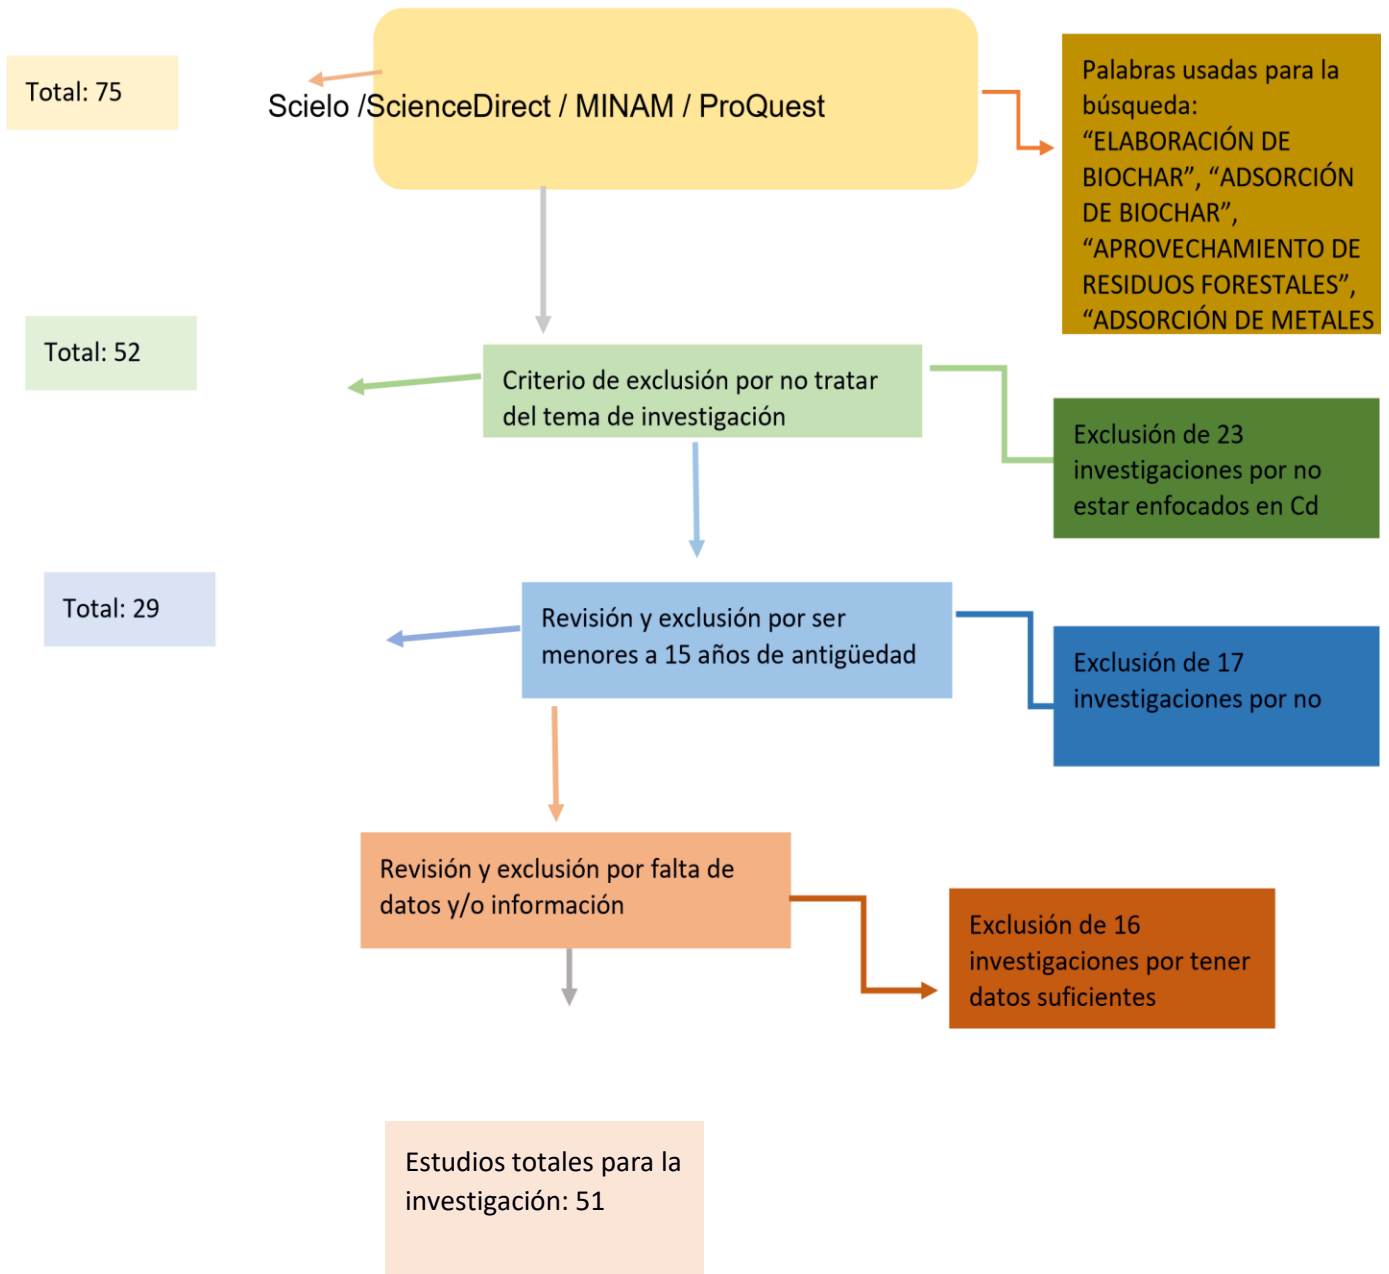 Total: 75
Scielo /ScienceDirect / MINAM / ProQuest
Palabras usadas para la
búsqueda:
“ELABORACIÓN DE
BIOCHAR”, “ADSORCIÓN
DE BIOCHAR”,
“APROVECHAMIENTO DE
RESIDUOS FORESTALES”,
“ADSORCIÓN DE METALES
Total: 52
Criterio de exclusión por no tratar
del tema de investigación
Exclusión de 23
investigaciones por no
estar enfocados en Cd
Total: 29
Revisión y exclusión por ser
menores a 15 años de antigüedad
Exclusión de 17
investigaciones por no
Revisión y exclusión por falta de
datos y/o información
Exclusión de 16
investigaciones por tener
datos suficientes
Estudios totales para la
investigación: 51